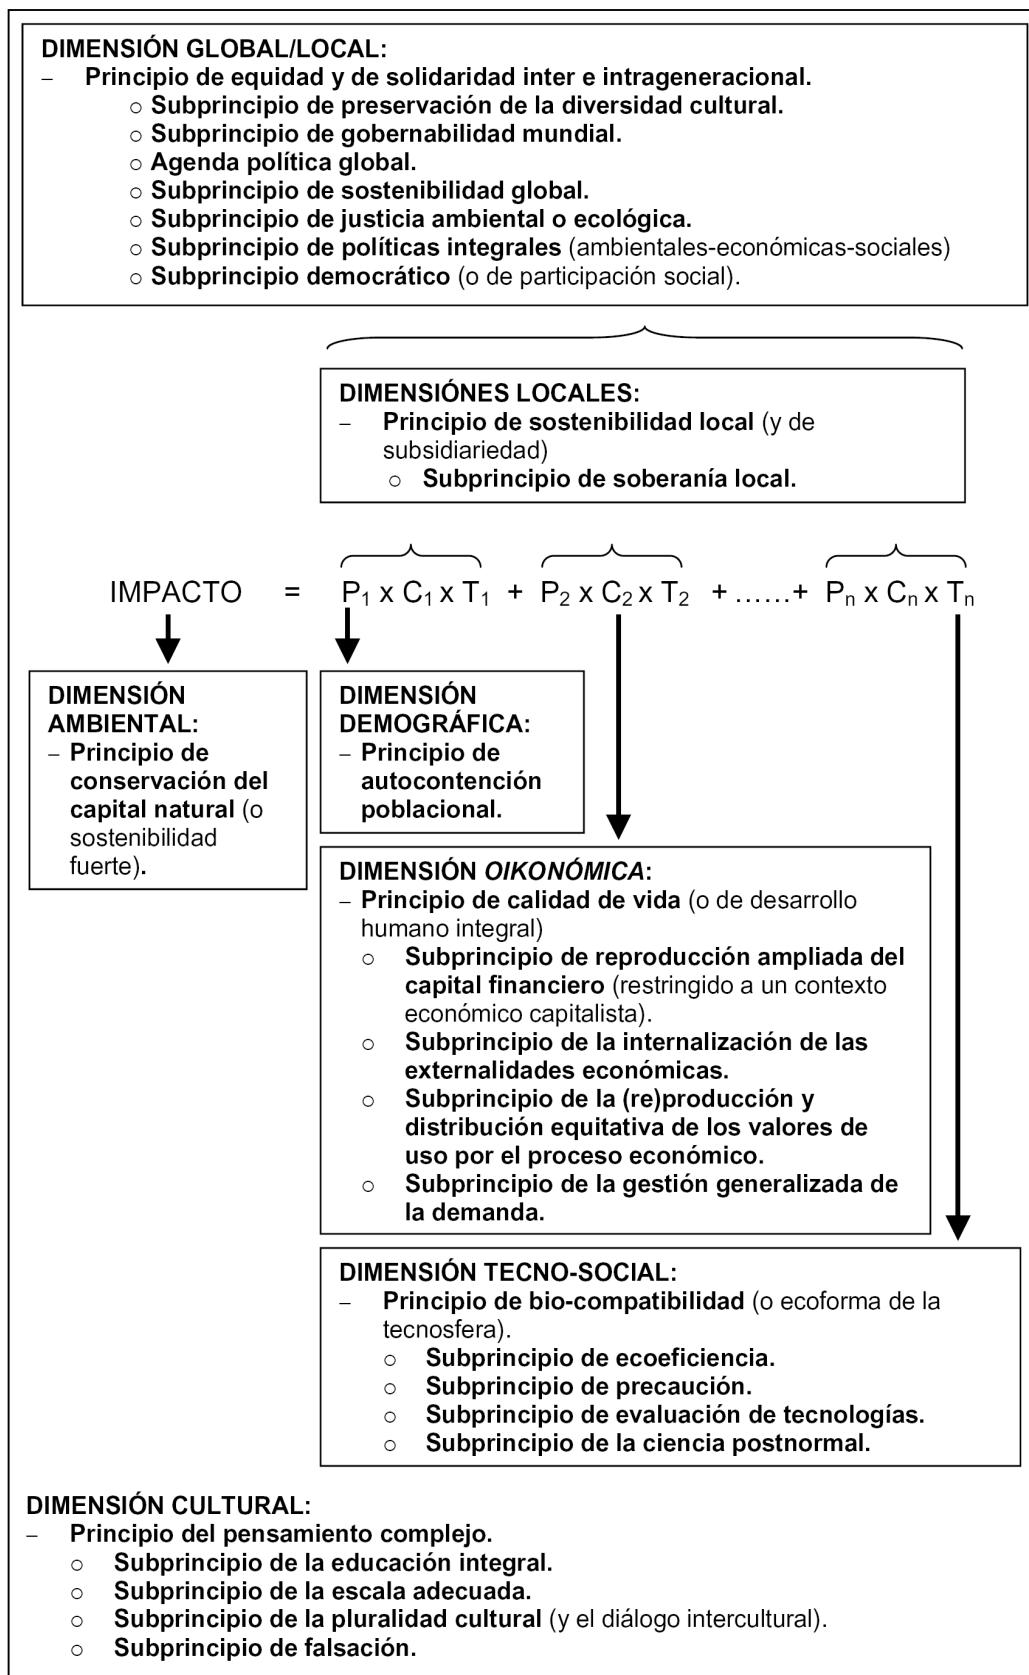 DIMENSIÓN GLOBAL/LOCAL:
– Principio de equidad y de solidaridad inter e intrageneracional.
○ Subprincipio de preservación de la diversidad cultural.
○ Subprincipio de gobernabilidad mundial.
○ Agenda política global.
○ Subprincipio de sostenibilidad global.
○ Subprincipio de justicia ambiental o ecológica.
○ Subprincipio de políticas integrales (ambientales-económicas-sociales)
○ Subprincipio democrático (o de participación social).
DIMENSIÓNES LOCALES:
– Principio de sostenibilidad local (y de
subsidiariedad)
○ Subprincipio de soberanía local.
IMPACTO = P₁ x C₁ x T₁ + P₂ x C₂ x T₂ + ……+ Pₙ x Cₙ x Tₙ
DIMENSIÓN
AMBIENTAL:
– Principio de
conservación del
capital natural (o
sostenibilidad
fuerte).
DIMENSIÓN
DEMOGRÁFICA:
– Principio de
autocontención
poblacional.
DIMENSIÓN OIKONÓMICA:
– Principio de calidad de vida (o de desarrollo
humano integral)
○ Subprincipio de reproducción ampliada del
capital financiero (restringido a un contexto
económico capitalista).
○ Subprincipio de la internalización de las
externalidades económicas.
○ Subprincipio de la (re)producción y
distribución equitativa de los valores de
uso por el proceso económico.
○ Subprincipio de la gestión generalizada de
la demanda.
DIMENSIÓN TECNO-SOCIAL:
– Principio de bio-compatibilidad (o ecoforma de la
tecnosfera).
○ Subprincipio de ecoeficiencia.
○ Subprincipio de precaución.
○ Subprincipio de evaluación de tecnologías.
○ Subprincipio de la ciencia postnormal.
DIMENSIÓN CULTURAL:
– Principio del pensamiento complejo.
○ Subprincipio de la educación integral.
○ Subprincipio de la escala adecuada.
○ Subprincipio de la pluralidad cultural (y el diálogo intercultural).
○ Subprincipio de falsación.